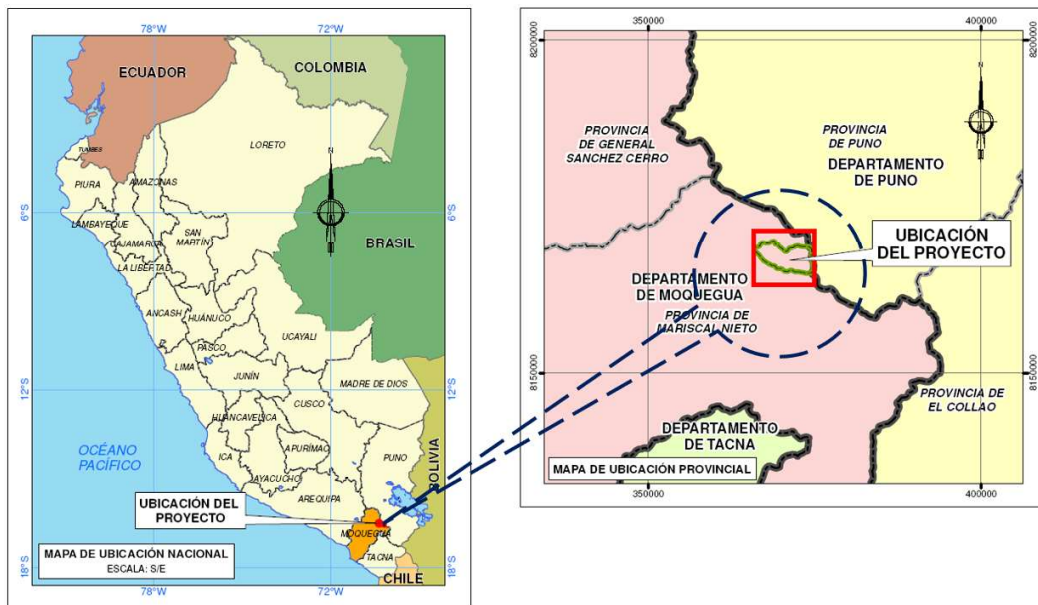 78°W
72°W
ECUADOR
COLOMBIA
LORETO
TUMBES
PIURA
AMAZONAS
N
6°S
6°S
LAMBAYEQUE
SAN
MARTÍN
CAJAMARCA
BRASIL
LA LIBERTAD
ANCASH
HUÁNUCO
UCAYALI
PASCO
LIMA
JUNÍN
MADRE DE DIOS
12°S
12°S
CUSCO
HUANCAVELICA
OCÉANO
PACÍFICO
ICA
APURÍMAC
PUNO
BOLIVIA
AYACUCHO
AREQUIPA
UBICACIÓN DEL
PROYECTO
MOQUEGUA
MAPA DE UBICACIÓN NACIONAL
ESCALA: S/E
TACNA
18°S
18°S
CHILE
78°W
72°W
350000
400000
8200000
8200000
N
PROVINCIA
DE GENERAL
SANCHEZ CERRO
PROVINCIA
DE PUNO
DEPARTAMENTO
DE PUNO
UBICACIÓN
DEL PROYECTO
DEPARTAMENTO
DE MOQUEGUA
PROVINCIA DE
MARISCAL NIETO
8150000
8150000
PROVINCIA DE
EL COLLAO
DEPARTAMENTO
DE TACNA
MAPA DE UBICACIÓN PROVINCIAL
350000
400000